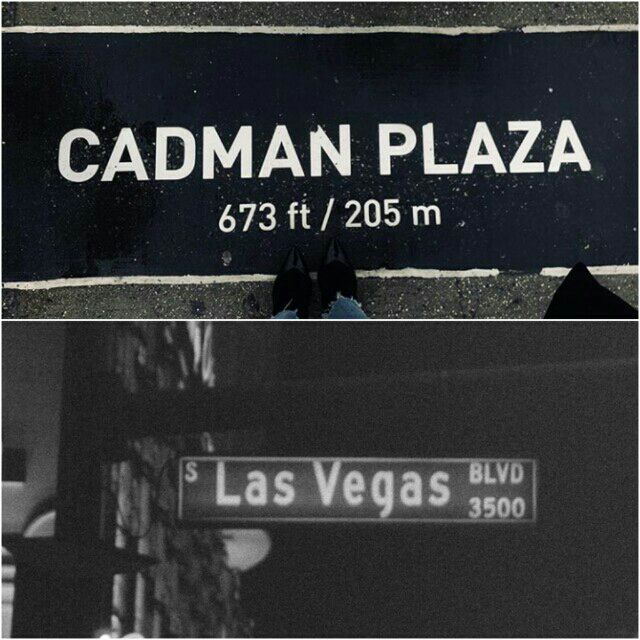 CADMAN PLAZA
673 ft / 205 m
S Las Vegas BLVD
3500